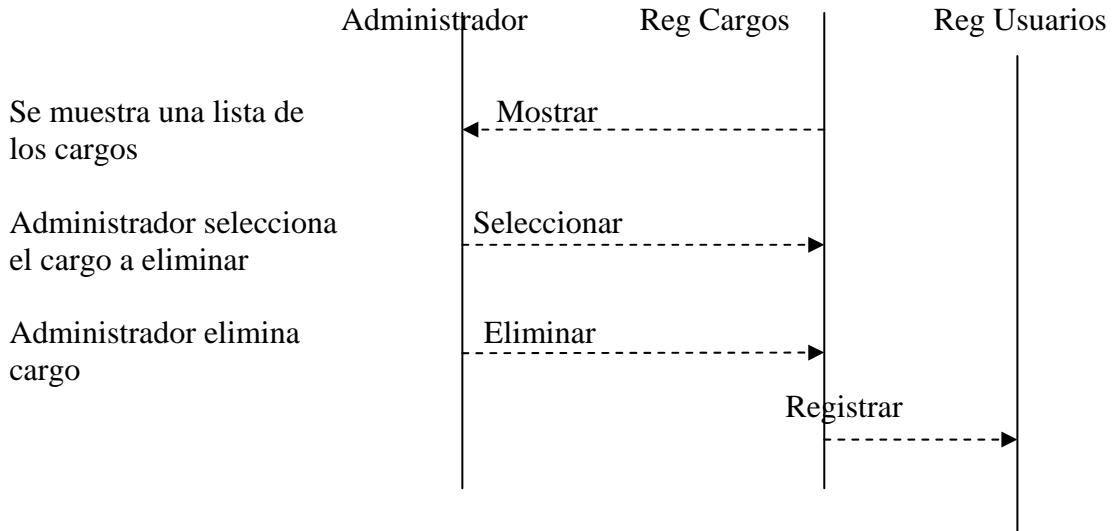 Administrador Reg Cargos Reg Usuarios
Se muestra una lista de
los cargos
Mostrar
Administrador selecciona
el cargo a eliminar
Seleccionar
Administrador elimina
cargo
Eliminar
Registrar